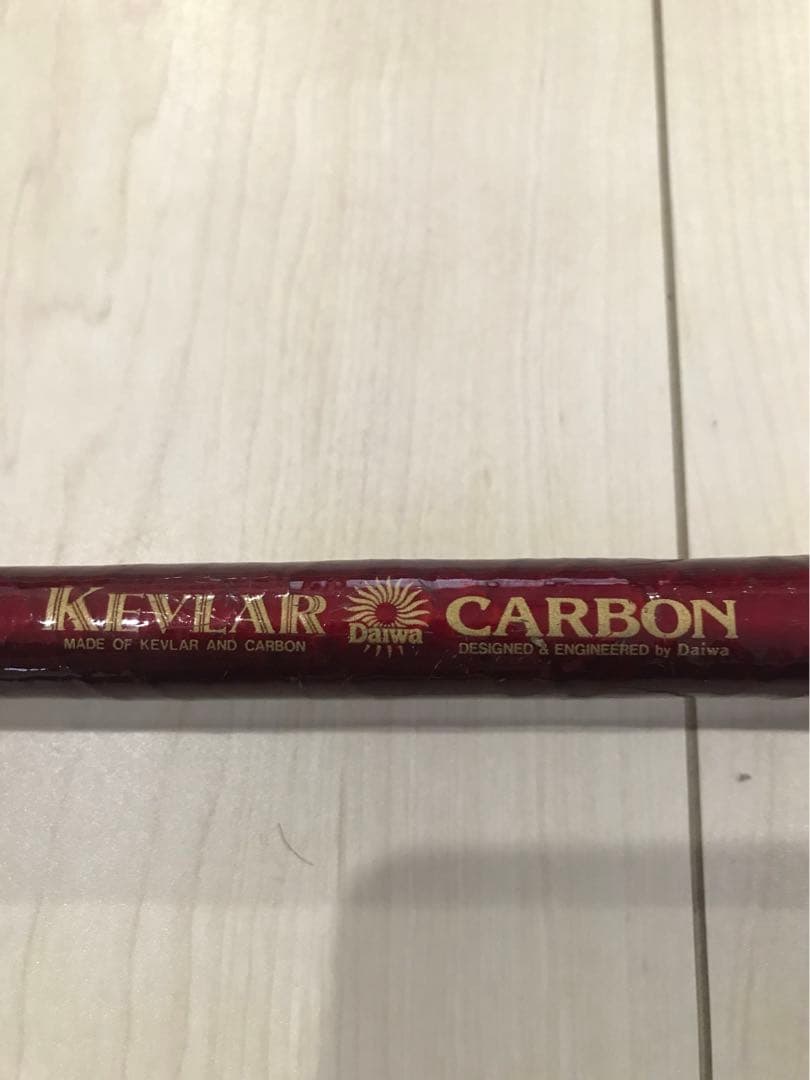 KEVLAR Daiwa CARBON
MADE OF KEVLAR AND CARBON DESIGNED & ENGINEERED by Daiwa